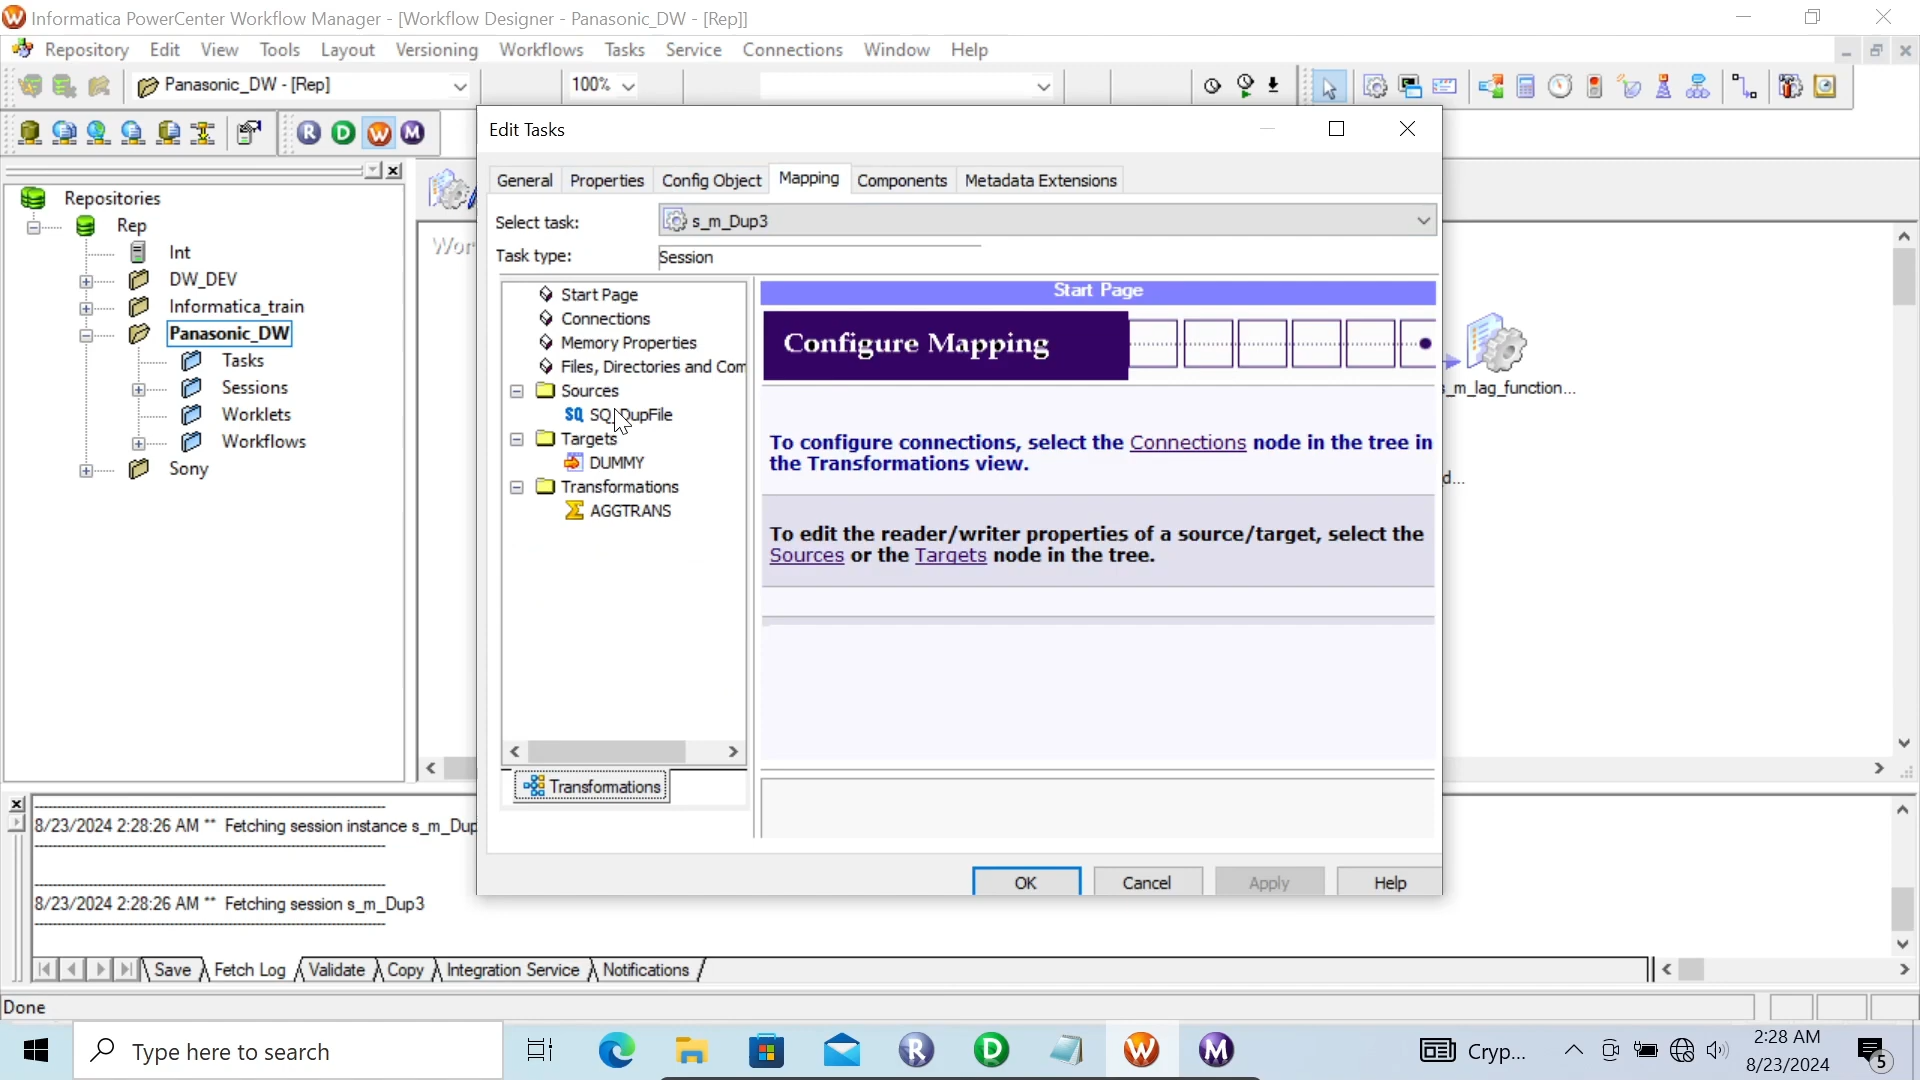 Informatica PowerCenter Workflow Manager - [Workflow Designer - Panasonic_DW - [Rep]]
Repository Edit View Tools Layout Versioning Workflows Tasks Service Connections Window Help
Panasonic_DW - [Rep]
100%
R D W M
Repositories
Rep
Int
DW_DEV
Informatica_train
Panasonic_DW
Tasks
Sessions
Worklets
Workflows
Sony
Wor
Edit Tasks
General Properties Config Object Mapping Components Metadata Extensions
Select task: s_m_Dup3
Task type: Session
Start Page
Connections
Memory Properties
Files, Directories and Com
Sources
SQ SQ_DupFile
Targets
DUMMY
Transformations
AGGTRANS
Transformations
Start Page
Configure Mapping
To configure connections, select the Connections node in the tree in
the Transformations view.
To edit the reader/writer properties of a source/target, select the
Sources or the Targets node in the tree.
OK Cancel Apply Help
s_m_lag_function...
d...
8/23/2024 2:28:26 AM ** Fetching session instance s_m_Dup
8/23/2024 2:28:26 AM ** Fetching session s_m_Dup3
Save Fetch Log Validate Copy Integration Service Notifications
Done
Type here to search
R D W M
Cryp...
2:28 AM
8/23/2024
5